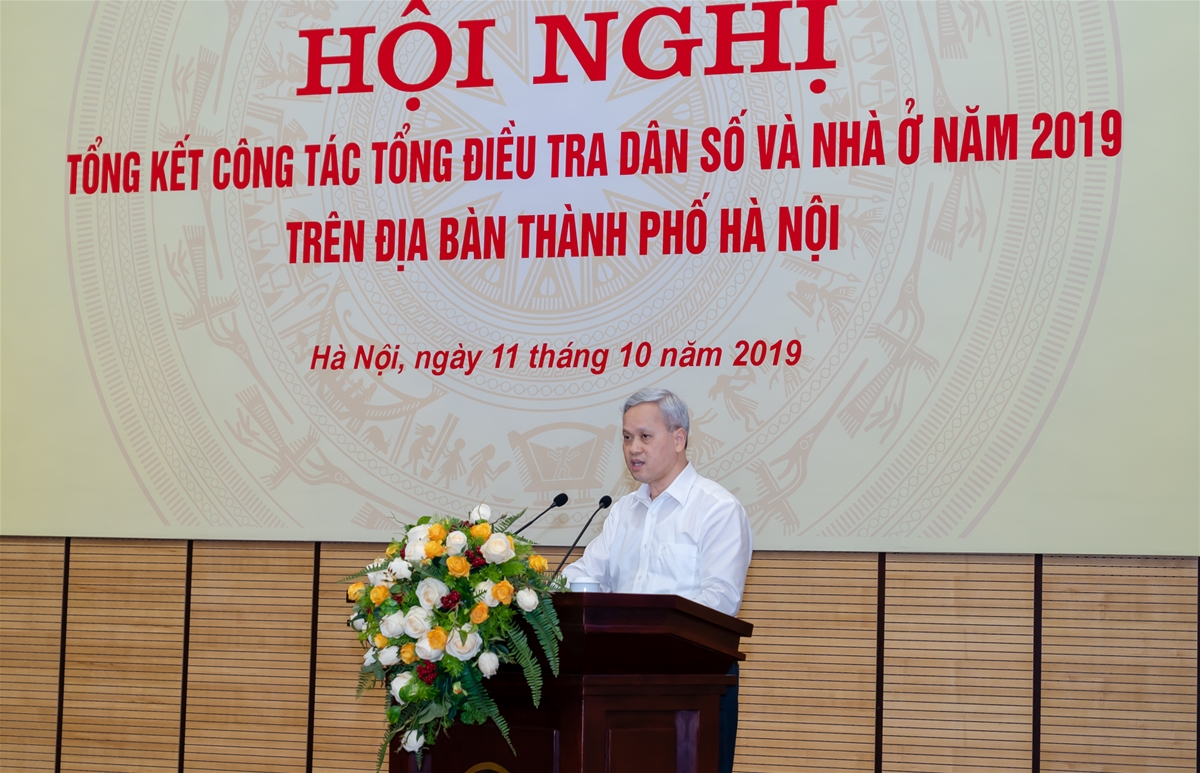 HỘI NGHỊ
TỔNG KẾT CÔNG TÁC TỔNG ĐIỀU TRA DÂN SỐ VÀ NHÀ Ở NĂM 2019
TRÊN ĐỊA BÀN THÀNH PHỐ HÀ NỘI
Hà Nội, ngày 11 tháng 10 năm 2019